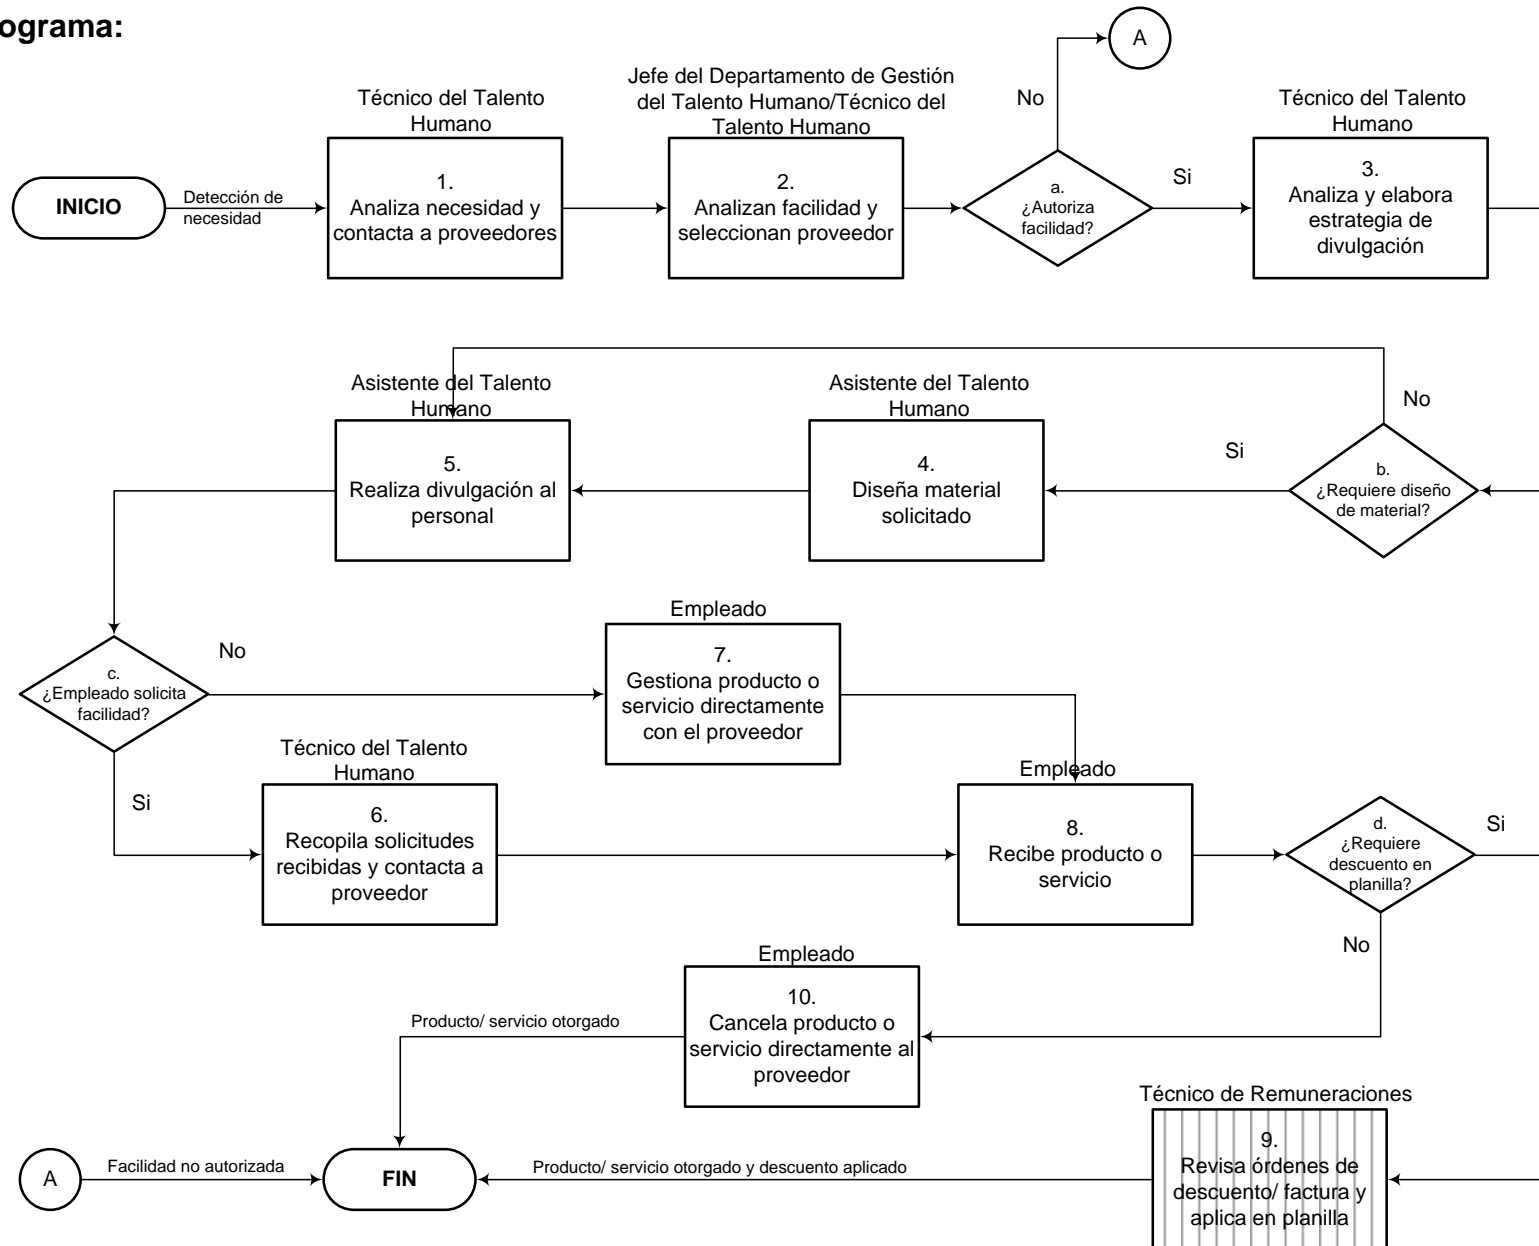 ograma:
A
Jefe del Departamento de Gestión
del Talento Humano/Técnico del
Talento Humano
Técnico del Talento
Humano
No
Técnico del Talento
Humano
INICIO
Detección de
necesidad
1.
Analiza necesidad y
contacta a proveedores
2.
Analizan facilidad y
seleccionan proveedor
a.
¿Autoriza
facilidad?
Si
3.
Analiza y elabora
estrategia de
divulgación
Asistente del Talento
Humano
Asistente del Talento
Humano
No
5.
Realiza divulgación al
personal
4.
Diseña material
solicitado
Si
b.
¿Requiere diseño
de material?
Empleado
c.
¿Empleado solicita
facilidad?
No
7.
Gestiona producto o
servicio directamente
con el proveedor
Técnico del Talento
Humano
Empleado
Si
6.
Recopila solicitudes
recibidas y contacta a
proveedor
8.
Recibe producto o
servicio
d.
¿Requiere
descuento en
planilla?
Si
No
Empleado
Producto/ servicio otorgado
10.
Cancela producto o
servicio directamente al
proveedor
Técnico de Remuneraciones
A
Facilidad no autorizada
FIN
Producto/ servicio otorgado y descuento aplicado
9.
Revisa órdenes de
descuento/ factura y
aplica en planilla